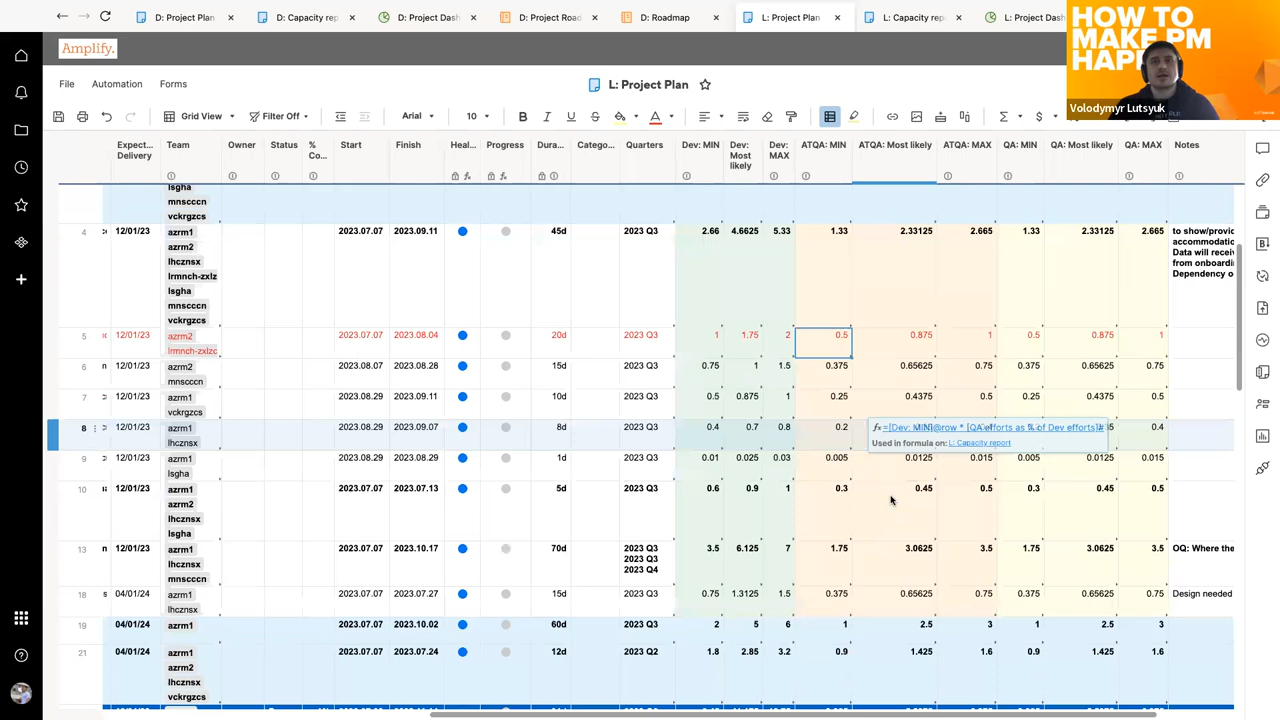 D: Project Plan
D: Capacity rep
D: Project Das
D: Project Roa
D: Roadmap
L: Project Plan
L: Capacity rep
L: Project Dash
HOW TO
MAKE PM
HAPP
Volodymyr Lutsyuk
Amplify.
File Automation Forms
L: Project Plan
Grid View Filter Off Arial 10
Expect... Delivery Team Owner Status % Co... Start Finish Heal... Progress Dura... Catego... Quarters Dev: MIN Dev: Most likely Dev: MAX ATQA: MIN ATQA: Most likely ATQA: MAX QA: MIN QA: Most likely QA: MAX Notes
lsgha
mnscccn
vckrgzcs
4 12/01/23 azrm1 2023.07.07 2023.09.11 45d 2023 Q3 2.66 4.6625 5.33 1.33 2.33125 2.665 1.33 2.33125 2.665 to show/provid
azrm2 accommodatio
lhcznsx Data will receiv
lrmnch-zxlz from onboardin
lsgha Dependency o
mnscccn
vckrgzcs
5 12/01/23 azrm2 2023.07.07 2023.08.04 20d 2023 Q3 1 1.75 2 0.5 0.875 1 0.5 0.875 1
lrmnch-zxlzc
6 12/01/23 azrm2 2023.08.07 2023.08.28 15d 2023 Q3 0.75 1 1.5 0.375 0.65625 0.75 0.375 0.65625 0.75
mnscccn
7 12/01/23 azrm1 2023.08.29 2023.09.11 10d 2023 Q3 0.5 0.875 1 0.25 0.4375 0.5 0.25 0.4375 0.5
vckrgzcs
8 12/01/23 azrm1 2023.08.29 2023.09.07 8d 2023 Q3 0.4 0.7 0.8 0.2 =[Dev: MIN]@row * [QA efforts as % of Dev efforts]# 0.4
lhcznsx Used in formula on: L: Capacity report
9 12/01/23 azrm1 2023.08.29 2023.08.29 1d 2023 Q3 0.01 0.025 0.03 0.005 0.0125 0.015 0.005 0.0125 0.015
lsgha
10 12/01/23 azrm1 2023.07.07 2023.07.13 5d 2023 Q3 0.6 0.9 1 0.3 0.45 0.5 0.3 0.45 0.5
azrm2
lhcznsx
lsgha
13 12/01/23 azrm1 2023.07.07 2023.10.17 70d 2023 Q3 3.5 6.125 7 1.75 3.0625 3.5 1.75 3.0625 3.5 OQ: Where the
lhcznsx 2023 Q3
mnscccn 2023 Q4
18 04/01/24 azrm1 2023.07.07 2023.07.27 15d 2023 Q3 0.75 1.3125 1.5 0.375 0.65625 0.75 0.375 0.65625 0.75 Design needed
lhcznsx
19 04/01/24 azrm1 2023.07.07 2023.10.02 60d 2023 Q3 2 5 6 1 2.5 3 1 2.5 3
21 04/01/24 azrm1 2023.07.07 2023.07.24 12d 2023 Q2 1.8 2.85 3.2 0.9 1.425 1.6 0.9 1.425 1.6
azrm2
lhcznsx
vckrgzcs